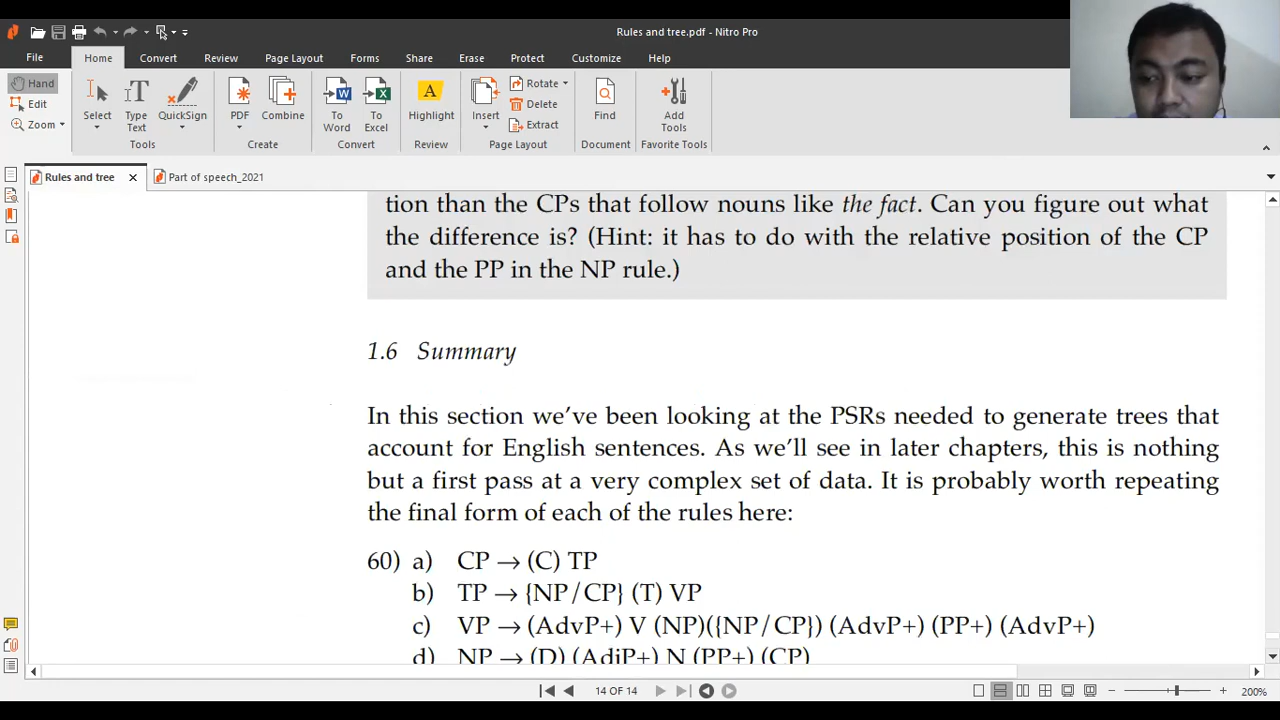 Rules and tree.pdf - Nitro Pro
File Home Convert Review Page Layout Forms Share Erase Protect Customize Help
Hand
Edit
Zoom
Select
Type Text
QuickSign
Tools
PDF
Combine
Create
To Word
To Excel
Convert
Highlight
Review
Insert
Rotate
Delete
Extract
Page Layout
Find
Document
Add Tools
Favorite Tools
Rules and tree Part of speech_2021
tion than the CPs that follow nouns like the fact. Can you figure out what
the difference is? (Hint: it has to do with the relative position of the CP
and the PP in the NP rule.)
1.6 Summary
In this section we’ve been looking at the PSRs needed to generate trees that
account for English sentences. As we’ll see in later chapters, this is nothing
but a first pass at a very complex set of data. It is probably worth repeating
the final form of each of the rules here:
60) a) CP → (C) TP
b) TP → {NP/CP} (T) VP
c) VP → (AdvP+) V (NP)({NP/CP}) (AdvP+) (PP+) (AdvP+)
d) NP → (D) (AdjP+) N (PP+) (CP)
14 OF 14
200%